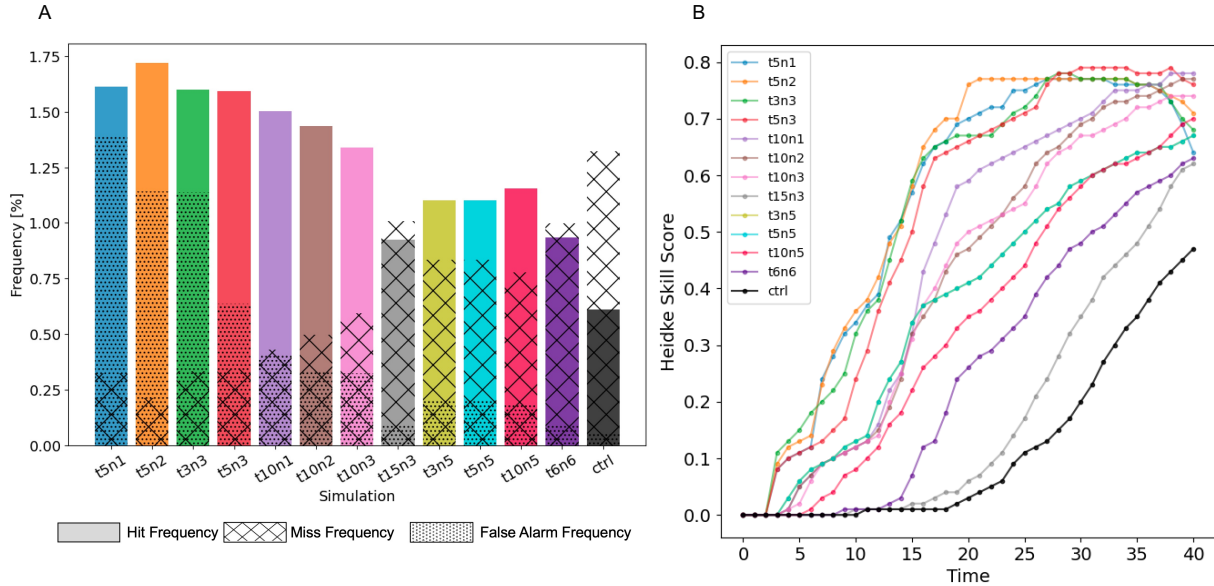 A
1.75
1.50
1.25
1.00
0.75
0.50
0.25
0.00
Frequency [%]
t5n1
t5n2
t3n3
t5n3
t10n1
t10n2
t10n3
t15n3
t3n5
t5n5
t10n5
t6n6
ctrl
Simulation
Hit Frequency
Miss Frequency
False Alarm Frequency
B
0.8
0.7
0.6
0.5
0.4
0.3
0.2
0.1
0.0
Heidke Skill Score
t5n1
t5n2
t3n3
t5n3
t10n1
t10n2
t10n3
t15n3
t3n5
t5n5
t10n5
t6n6
ctrl
0
5
10
15
20
25
30
35
40
Time